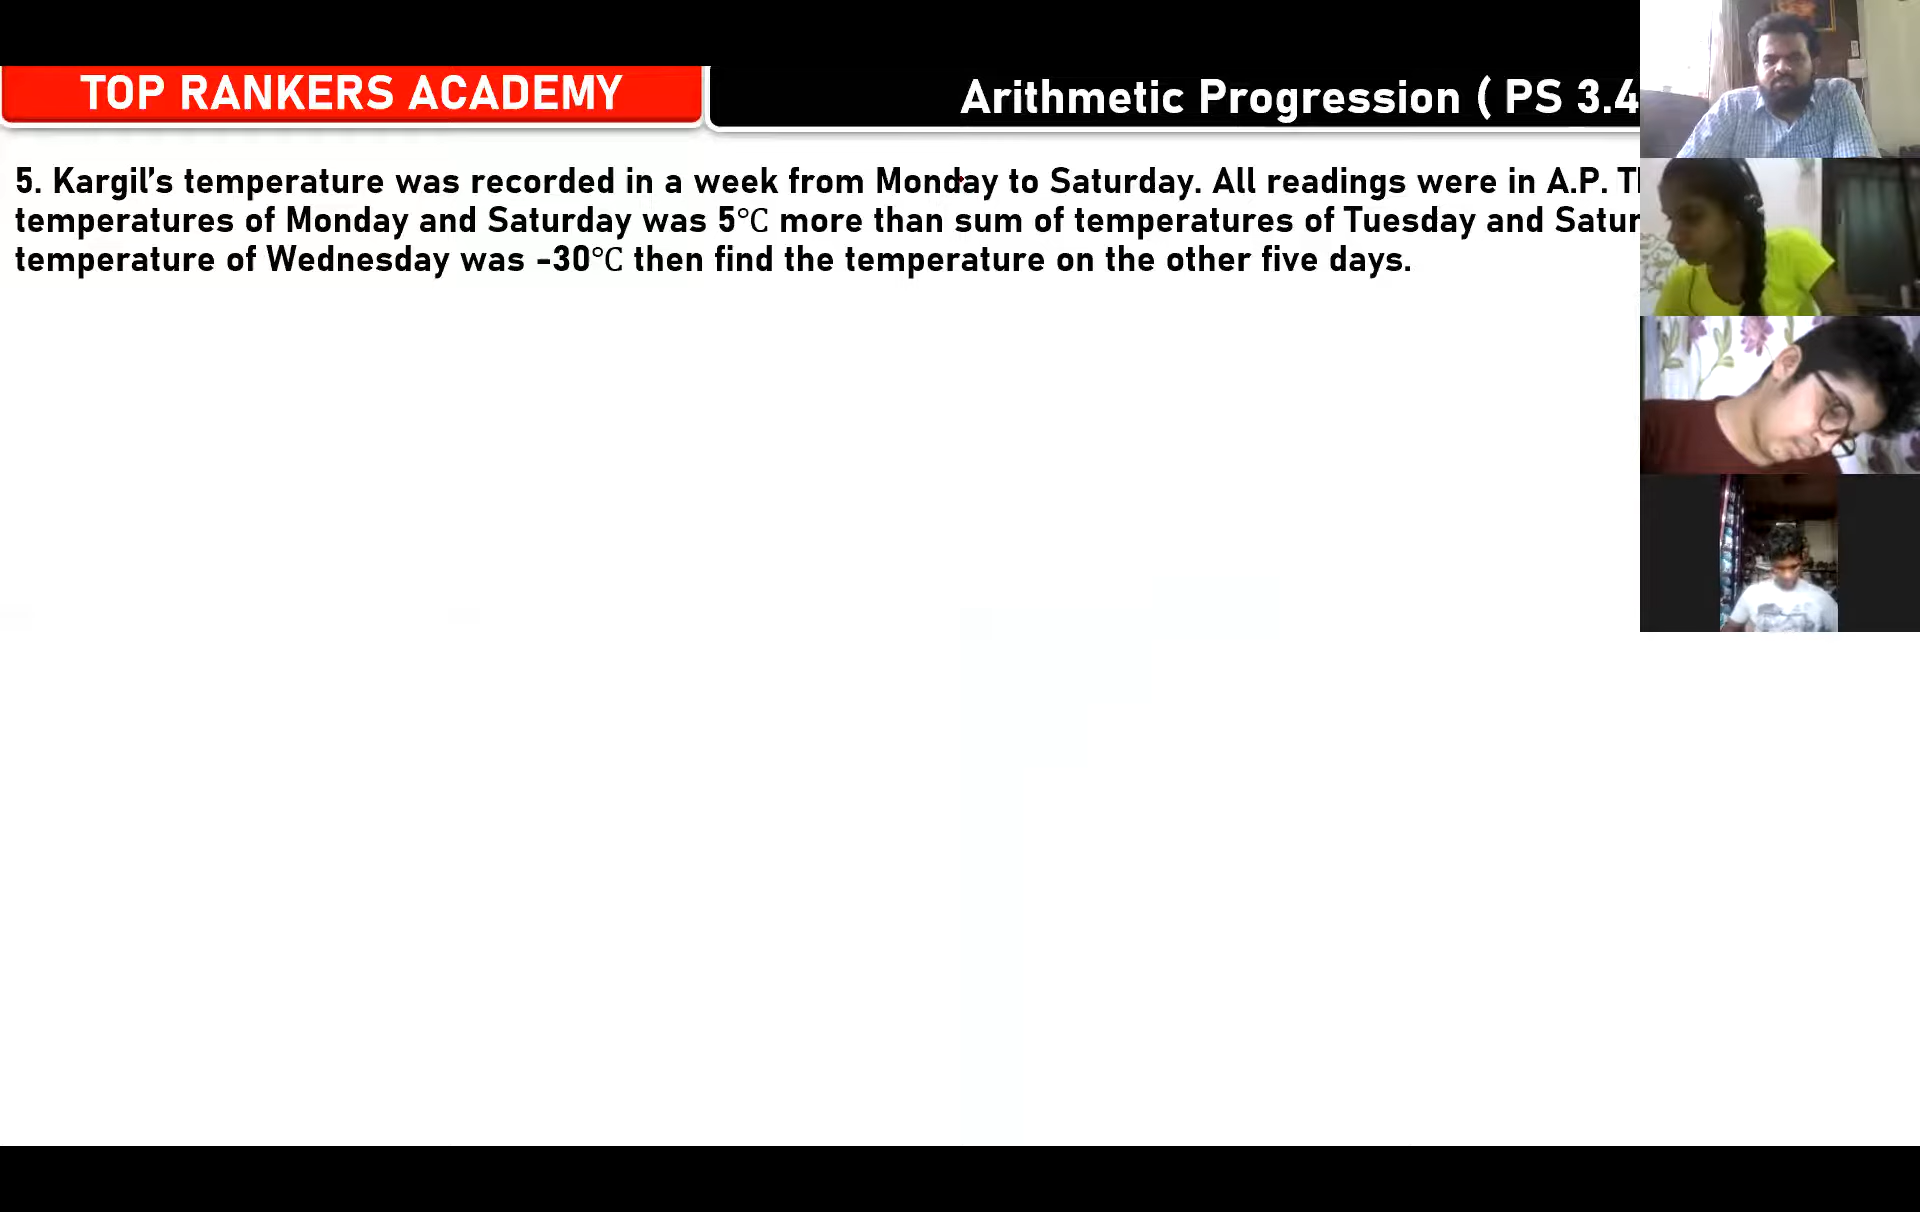 TOP RANKERS ACADEMY
Arithmetic Progression ( PS 3.4
5. Kargil's temperature was recorded in a week from Monday to Saturday. All readings were in A.P.
temperatures of Monday and Saturday was 5℃ more than sum of temperatures of Tuesday and
temperature of Wednesday was -30℃ then find the temperature on the other five days.